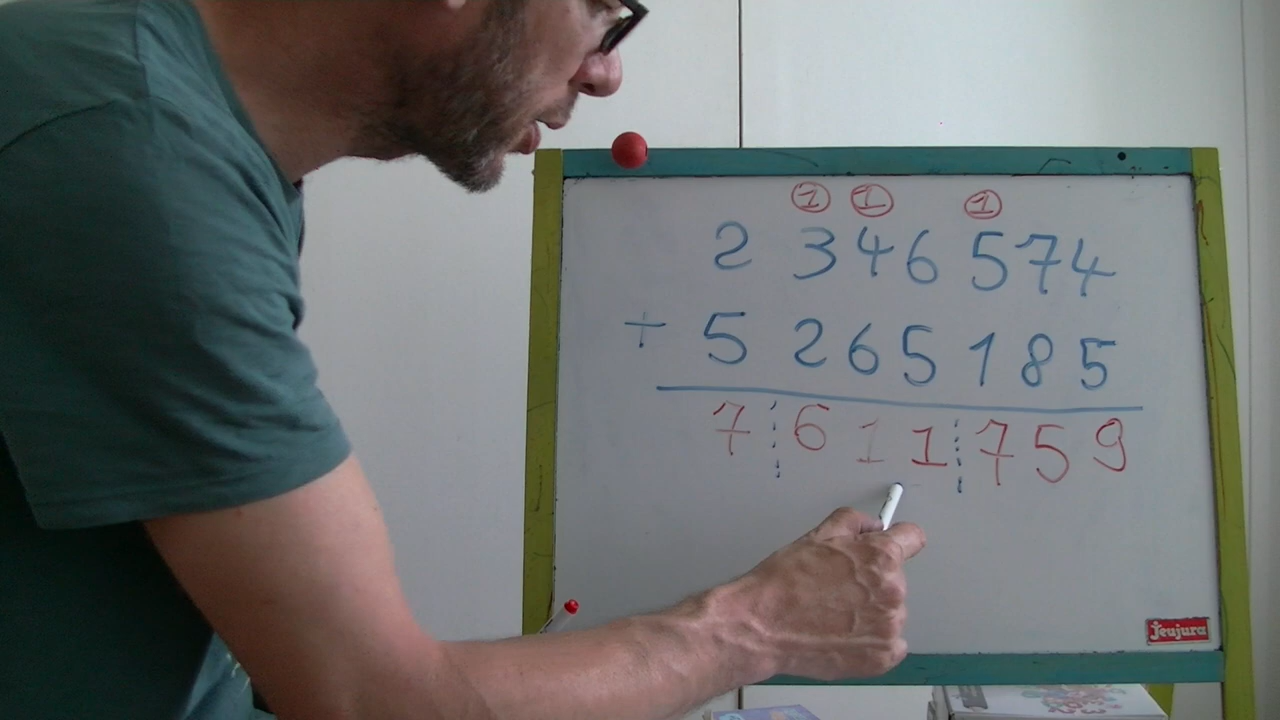 ① ① ①
2 346 574
+ 5 265 185
7 611 759
Jeujura